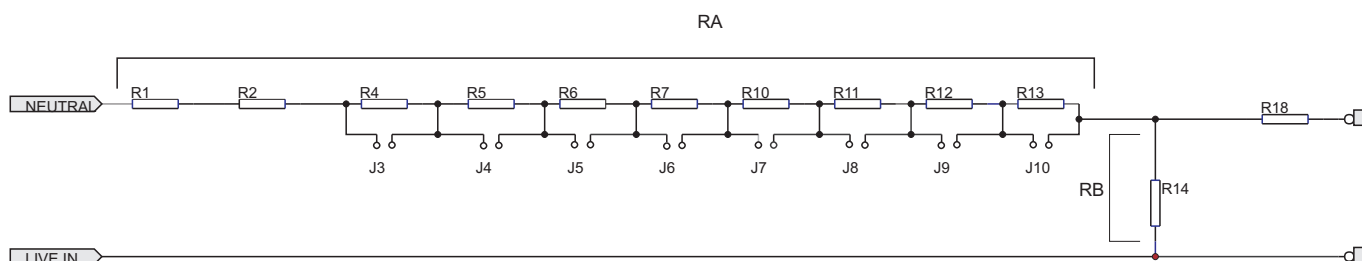 RA
R1 R2 R4 R5 R6 R7 R10 R11 R12 R13
NEUTRAL
R18
J3 J4 J5 J6 J7 J8 J9 J10
RB
R14
LIVE IN